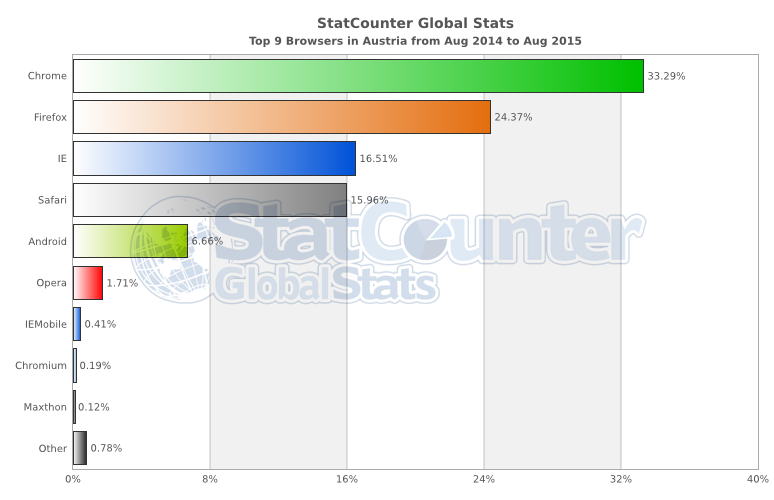 StatCounter Global Stats
Top 9 Browsers in Austria from Aug 2014 to Aug 2015
Chrome 33.29%
Firefox 24.37%
IE 16.51%
Safari 15.96%
StatCounter
Android 6.66%
GlobalStats
Opera 1.71%
IEMobile 0.41%
Chromium 0.19%
Maxthon 0.12%
Other 0.78%
0% 8% 16% 24% 32% 40%